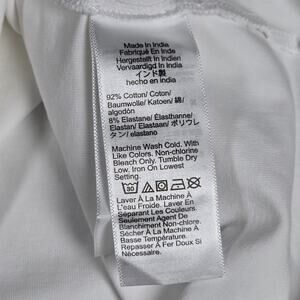 Made In India
Fabriqué En Inde
Hergestellt In Indien
Vervaardigd In India
インド製
hecho en india
92% Cotton/ Coton/
Baumwolle/ Katoen/ 綿/
algodón
8% Elastane/ Élasthanne/
Elastan/ Elastaan/ ポリウレ
タン/ elastano
Machine Wash Cold. With
Like Colors. Non-chlorine
Bleach Only. Tumble Dry
Low. Iron On Lowest
Setting.
30
Laver À La Machine À
L'eau Froide. Laver En
Séparant Les Couleurs.
Seulement Agent De
Blanchiment Non-chlorine.
Sécher À La Machine À
Basse Température.
Repasser À Fer Doux Si
Nécessaire.